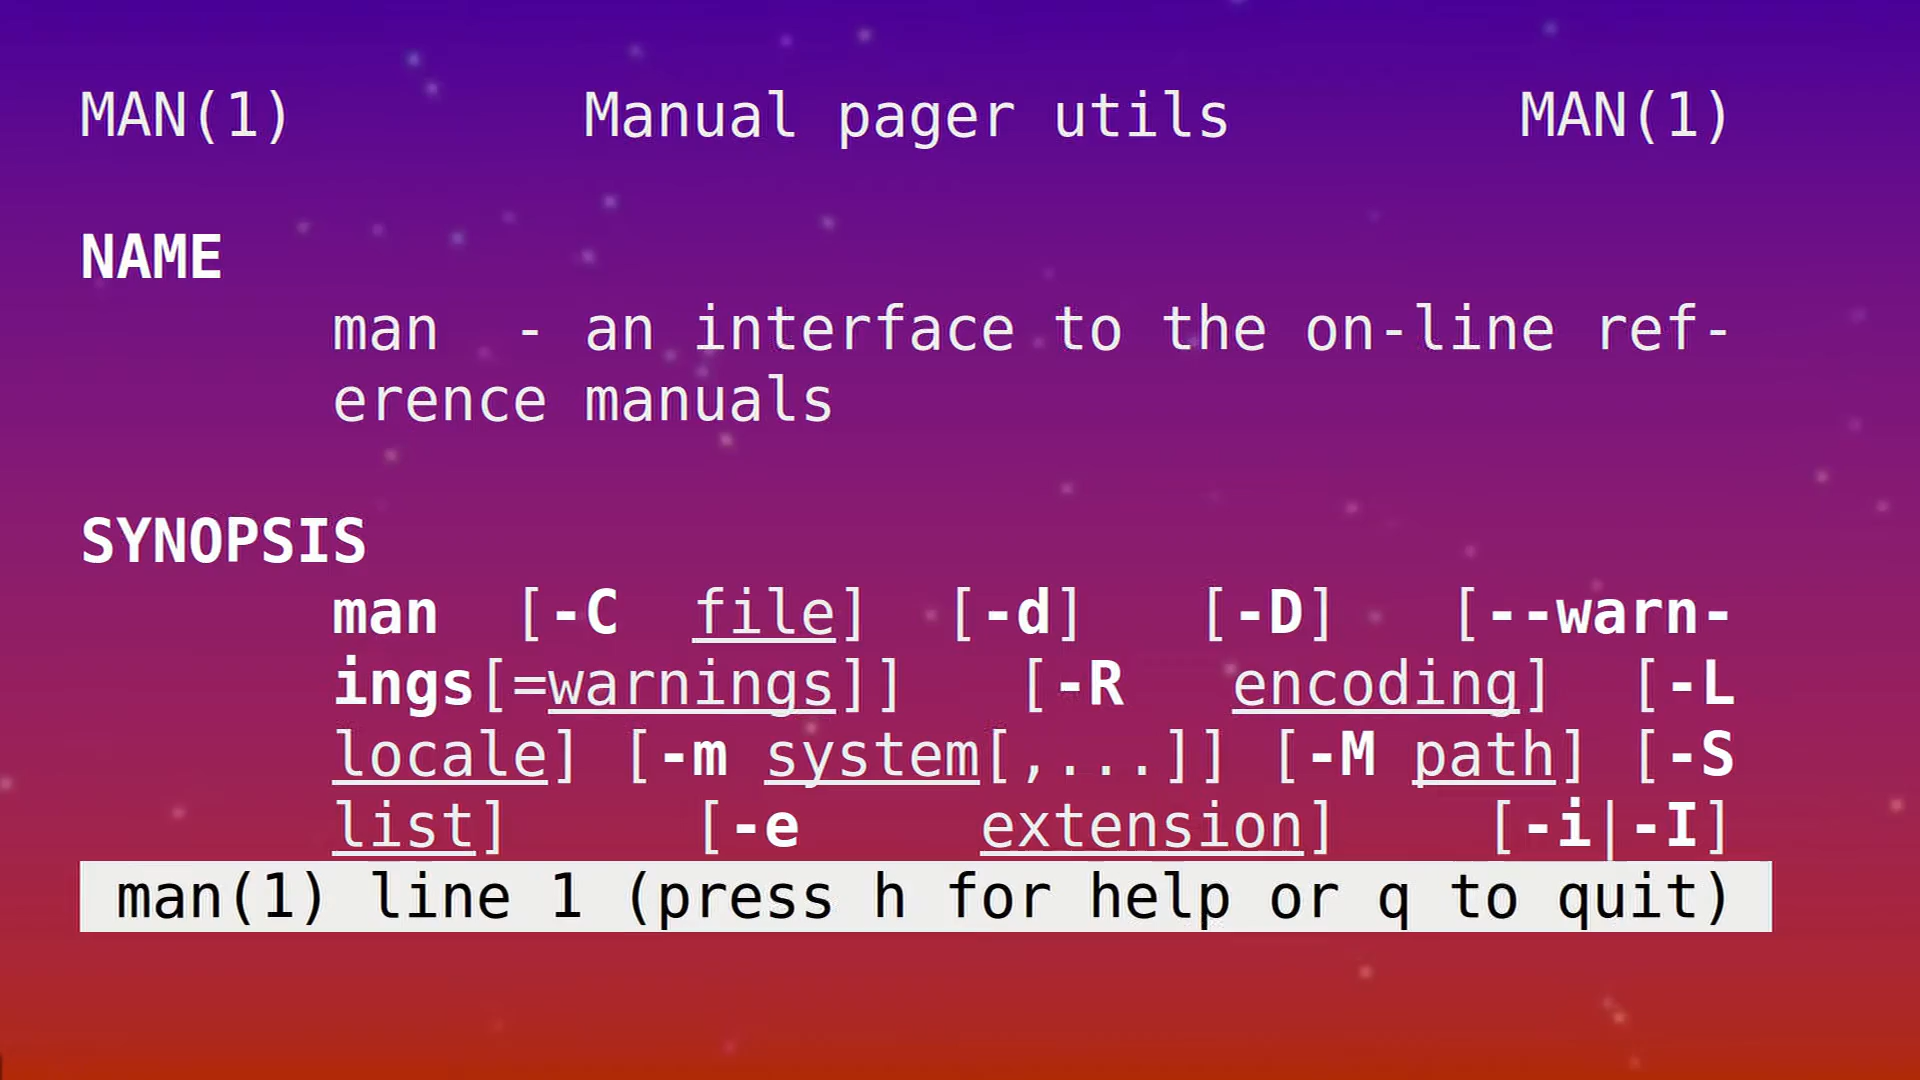 MAN(1) Manual pager utils MAN(1)
NAME
man - an interface to the on-line ref-
erence manuals
SYNOPSIS
man [-C file] [-d] [-D] [--warn-
ings[=warnings]] [-R encoding] [-L
locale] [-m system[,...]] [-M path] [-S
list] [-e extension] [-i|-I]
man(1) line 1 (press h for help or q to quit)